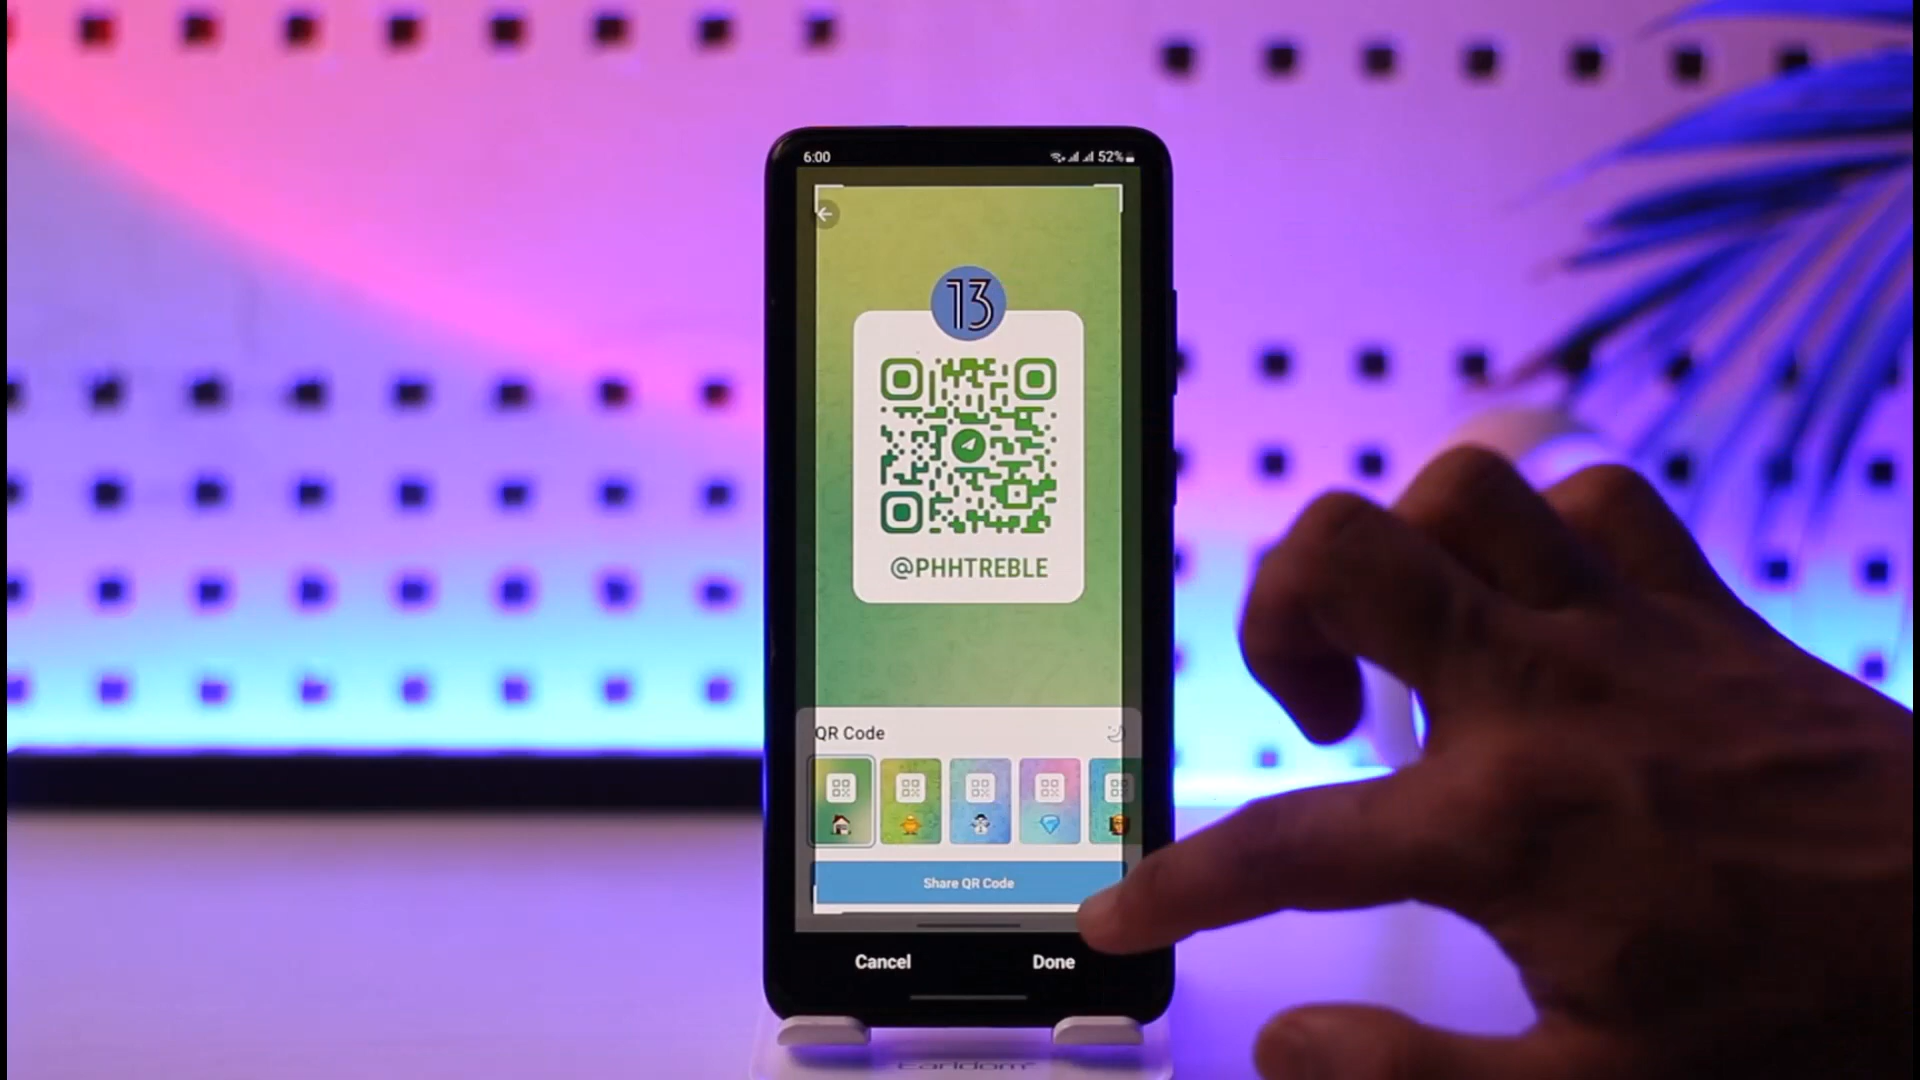 6:00 52%
13
@PHHTREBLE
QR Code
Share QR Code
Cancel Done